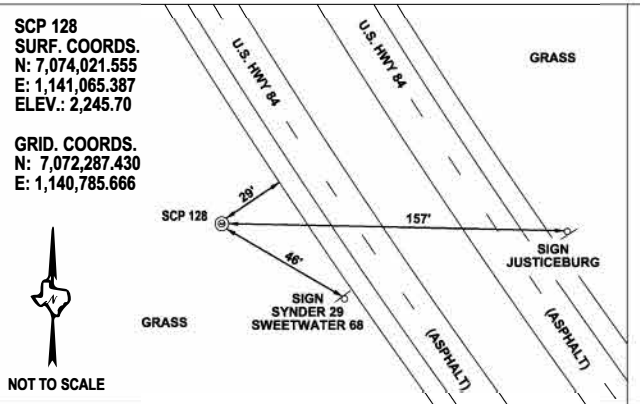 SCP 128
SURF. COORDS.
N: 7,074,021.555
E: 1,141,065.387
ELEV.: 2,245.70
GRID. COORDS.
N: 7,072,287.430
E: 1,140,785.666
N
NOT TO SCALE
U.S. HWY 84
U.S. HWY 84
GRASS
29'
SCP 128
157'
46'
SIGN
JUSTICEBURG
SIGN
SYNDER 29
SWEETWATER 68
GRASS
(ASPHALT)
(ASPHALT)